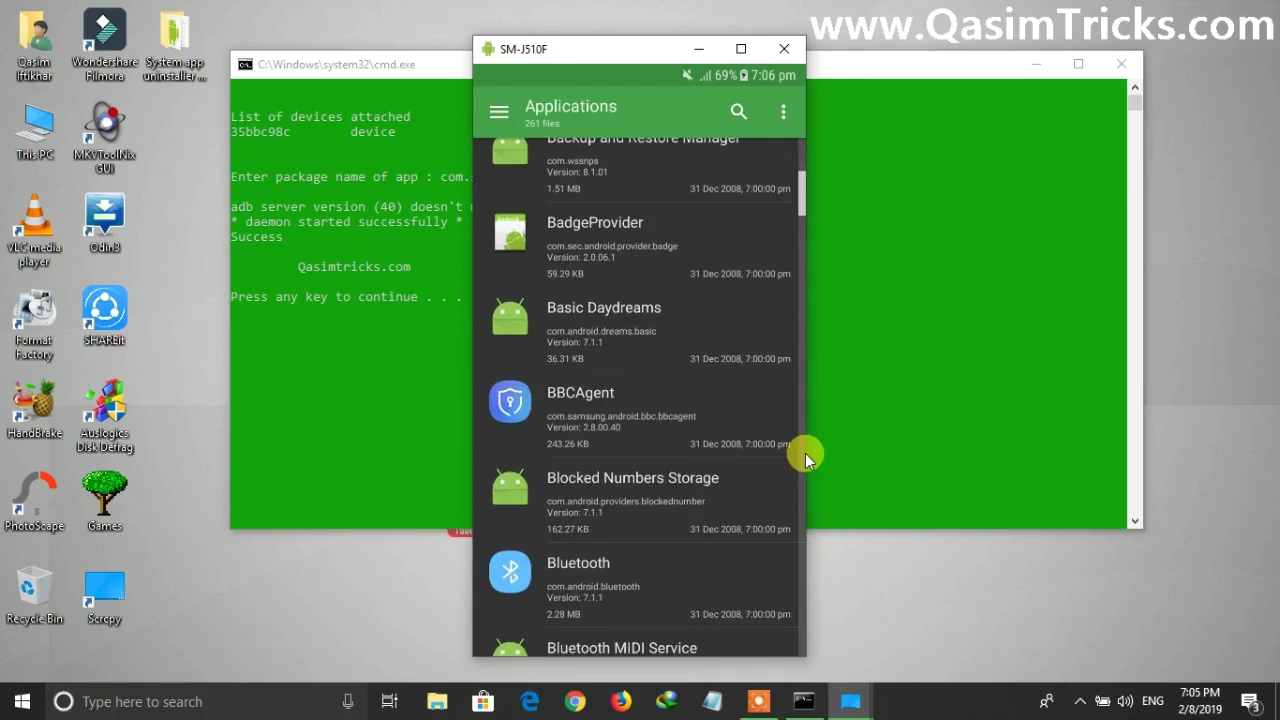 www.QasimTricks.com
Qasim
Iftikhar
Wondershare
Filmora
System app
uninstaller...
This PC
MKVToolNix
GUI
VLC media
player
Odin3
Format
Factory
SHAREit
HandBrake
Auslogics
Disk Defrag
PhotoScape
Games
Recycle Bin
Scrcpy
C:\Windows\system32\cmd.exe
List of devices attached
35bbc98c device
Enter package name of app : com.
adb server version (40) doesn't
* daemon started successfully *
Success
Qasimtricks.com
Press any key to continue . . .
SM-J510F
69% 7:06 pm
Applications
261 files
Backup and Restore Manager
com.wssnps
Version: 8.1.01
1.51 MB 31 Dec 2008, 7:00:00 pm
BadgeProvider
com.sec.android.provider.badge
Version: 2.0.06.1
59.29 KB 31 Dec 2008, 7:00:00 pm
Basic Daydreams
com.android.dreams.basic
Version: 7.1.1
36.31 KB 31 Dec 2008, 7:00:00 pm
BBCAgent
com.samsung.android.bbc.bbcagent
Version: 2.8.00.40
243.26 KB 31 Dec 2008, 7:00:00 pm
Blocked Numbers Storage
com.android.providers.blockednumber
Version: 7.1.1
162.27 KB 31 Dec 2008, 7:00:00 pm
Bluetooth
com.android.bluetooth
Version: 7.1.1
2.28 MB 31 Dec 2008, 7:00:00 pm
Bluetooth MIDI Service
Type here to search
ENG
7:05 PM
2/8/2019
3